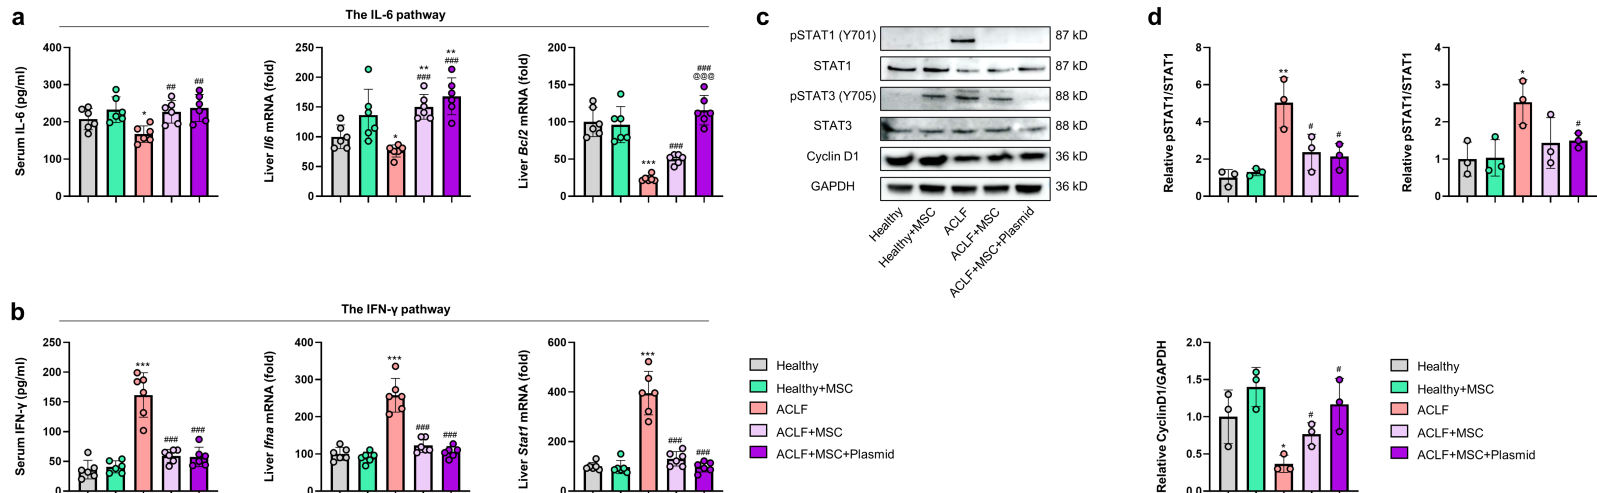 a
The IL-6 pathway
Serum IL-6 (pg/ml)
400
300
200
100
0
*
##
##
Liver Il6 mRNA (fold)
250
200
150
100
50
0
*
**
###
**
###
Liver Bcl2 mRNA (fold)
200
150
100
50
0
***
###
###
@@@
c
pSTAT1 (Y701) 87 kD
STAT1 87 kD
pSTAT3 (Y705) 88 kD
STAT3 88 kD
Cyclin D1 36 kD
GAPDH 36 kD
Healthy
Healthy+MSC
ACLF
ACLF+MSC
ACLF+MSC+Plasmid
d
Relative pSTAT1/STAT1
8
6
4
2
0
**
#
#
Relative pSTAT1/STAT1
4
3
2
1
0
*
#
b
The IFN-γ pathway
Serum IFN-γ (pg/ml)
250
200
150
100
50
0
***
###
###
Liver Ifna mRNA (fold)
400
300
200
100
0
***
###
###
Liver Stat1 mRNA (fold)
600
400
200
0
***
###
###
Healthy
Healthy+MSC
ACLF
ACLF+MSC
ACLF+MSC+Plasmid
Relative CyclinD1/GAPDH
2.0
1.5
1.0
0.5
0.0
*
#
#
Healthy
Healthy+MSC
ACLF
ACLF+MSC
ACLF+MSC+Plasmid